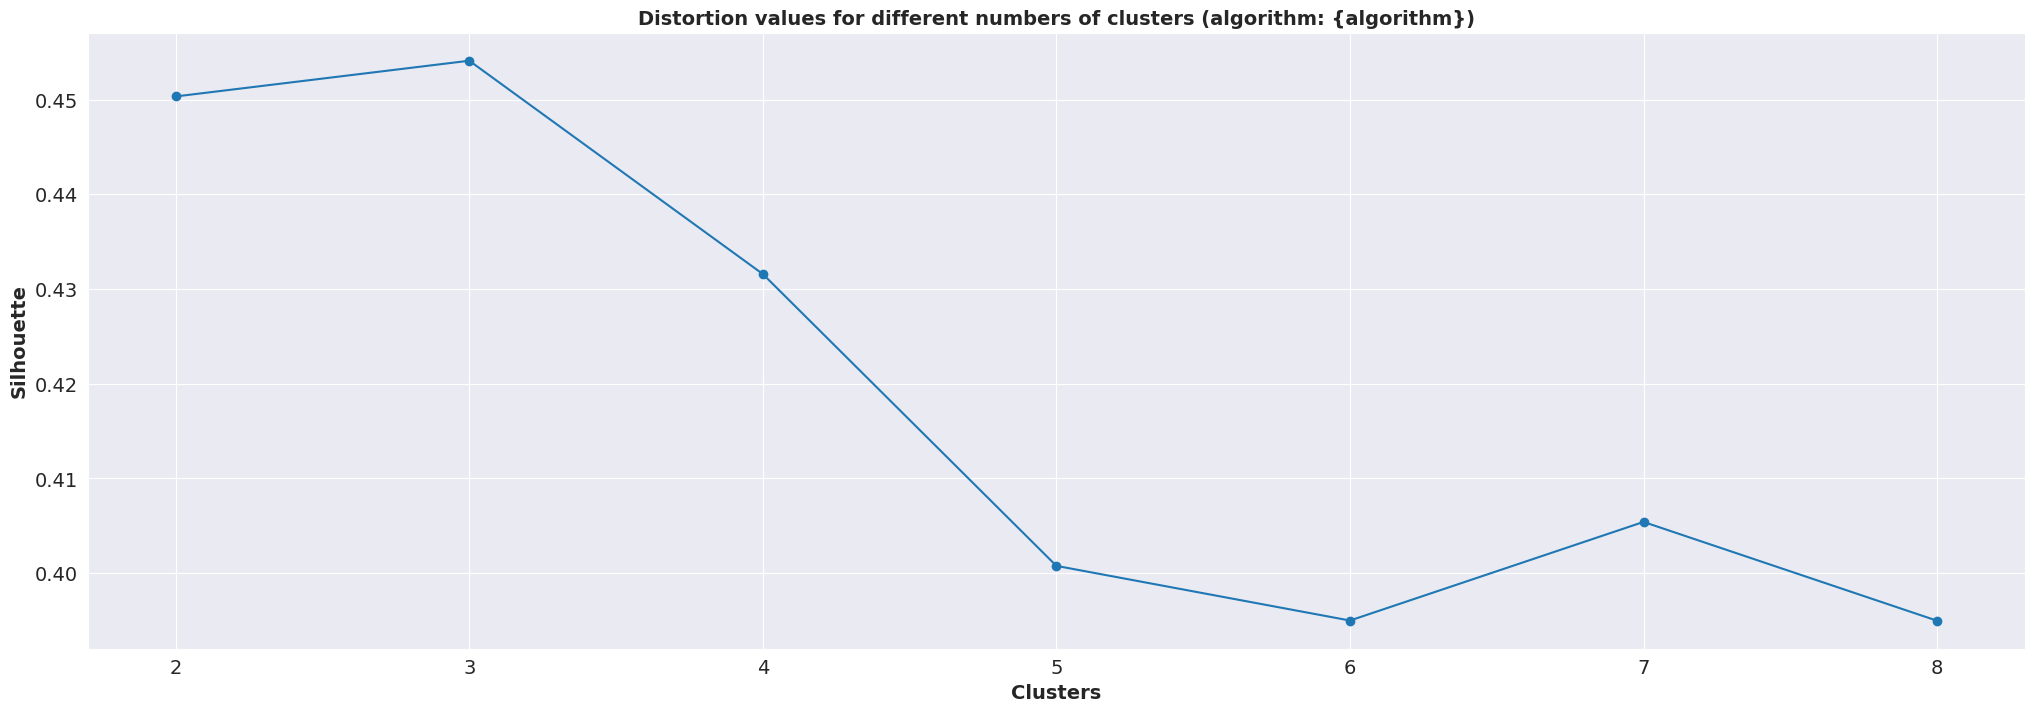 Distortion values for different numbers of clusters (algorithm: {algorithm})
Silhouette
0.45
0.44
0.43
0.42
0.41
0.40
2 3 4 5 6 7 8
Clusters